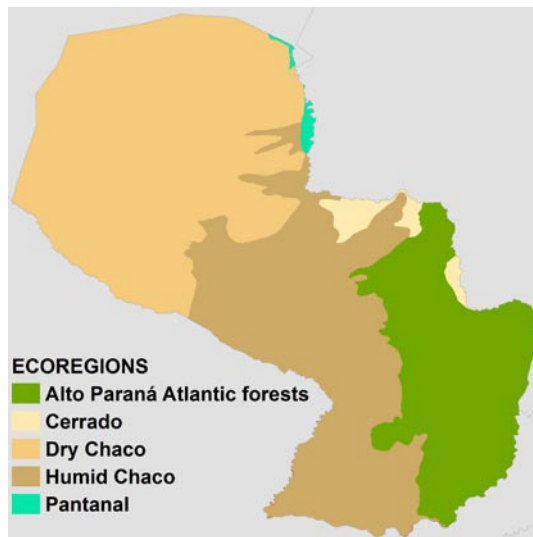 ECOREGIONS
Alto Paraná Atlantic forests
Cerrado
Dry Chaco
Humid Chaco
Pantanal